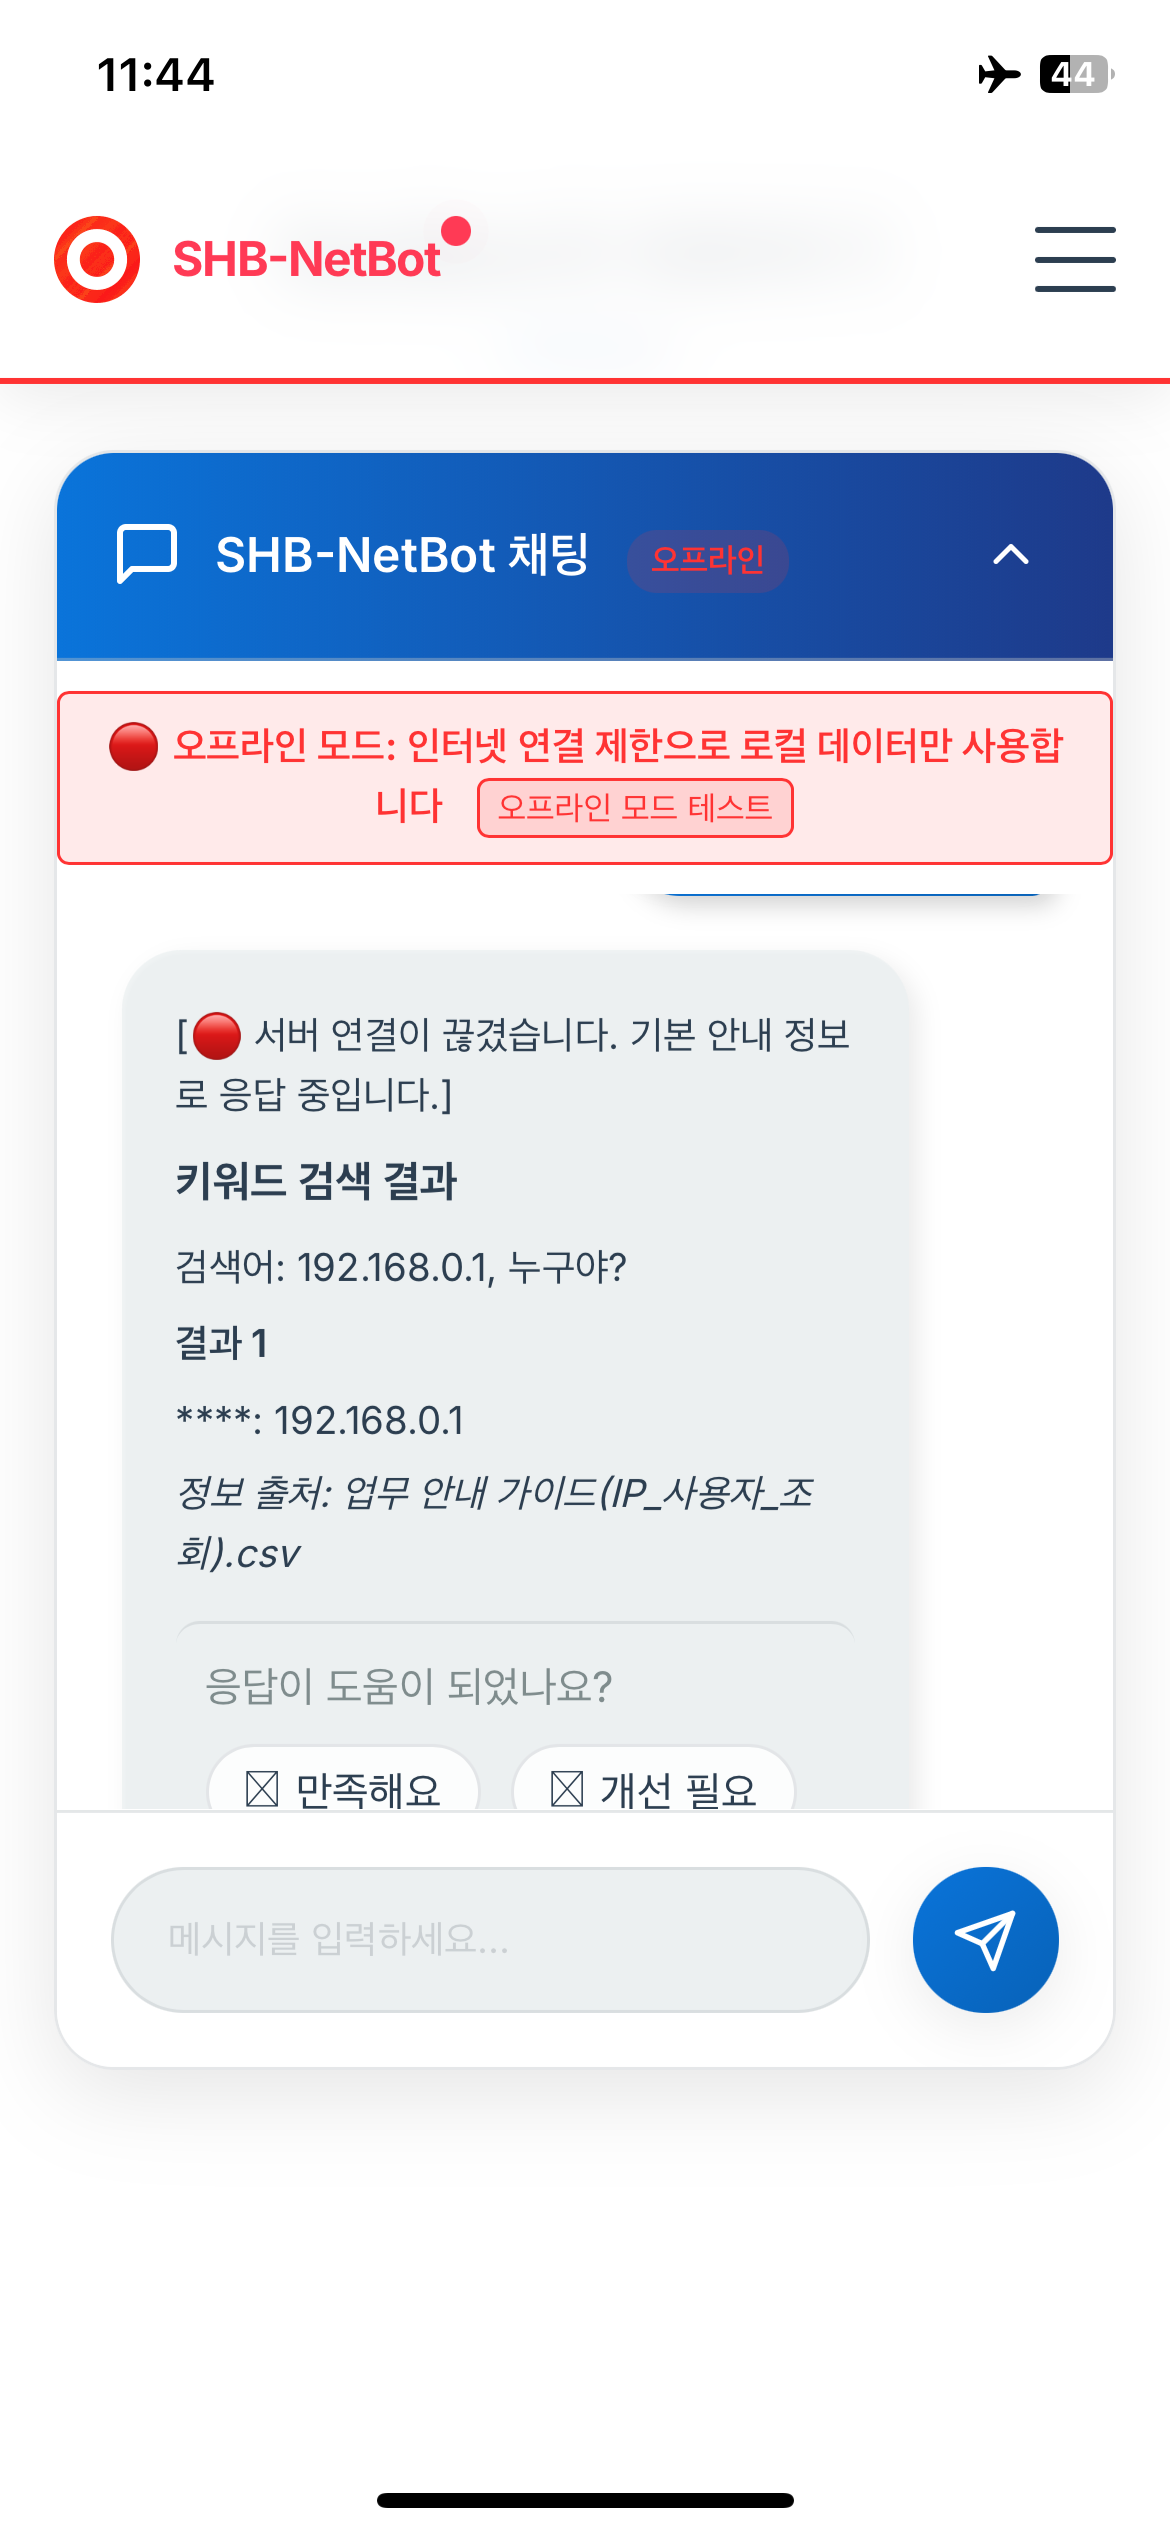 11:44
44
SHB-NetBot
SHB-NetBot 채팅
오프라인
🔴 오프라인 모드: 인터넷 연결 제한으로 로컬 데이터만 사용합
니다 오프라인 모드 테스트
[🔴 서버 연결이 끊겼습니다. 기본 안내 정보
로 응답 중입니다.]
키워드 검색 결과
검색어: 192.168.0.1, 누구야?
결과 1
****: 192.168.0.1
정보 출처: 업무 안내 가이드(IP_사용자_조
회).csv
응답이 도움이 되었나요?
만족해요 개선 필요
메시지를 입력하세요...